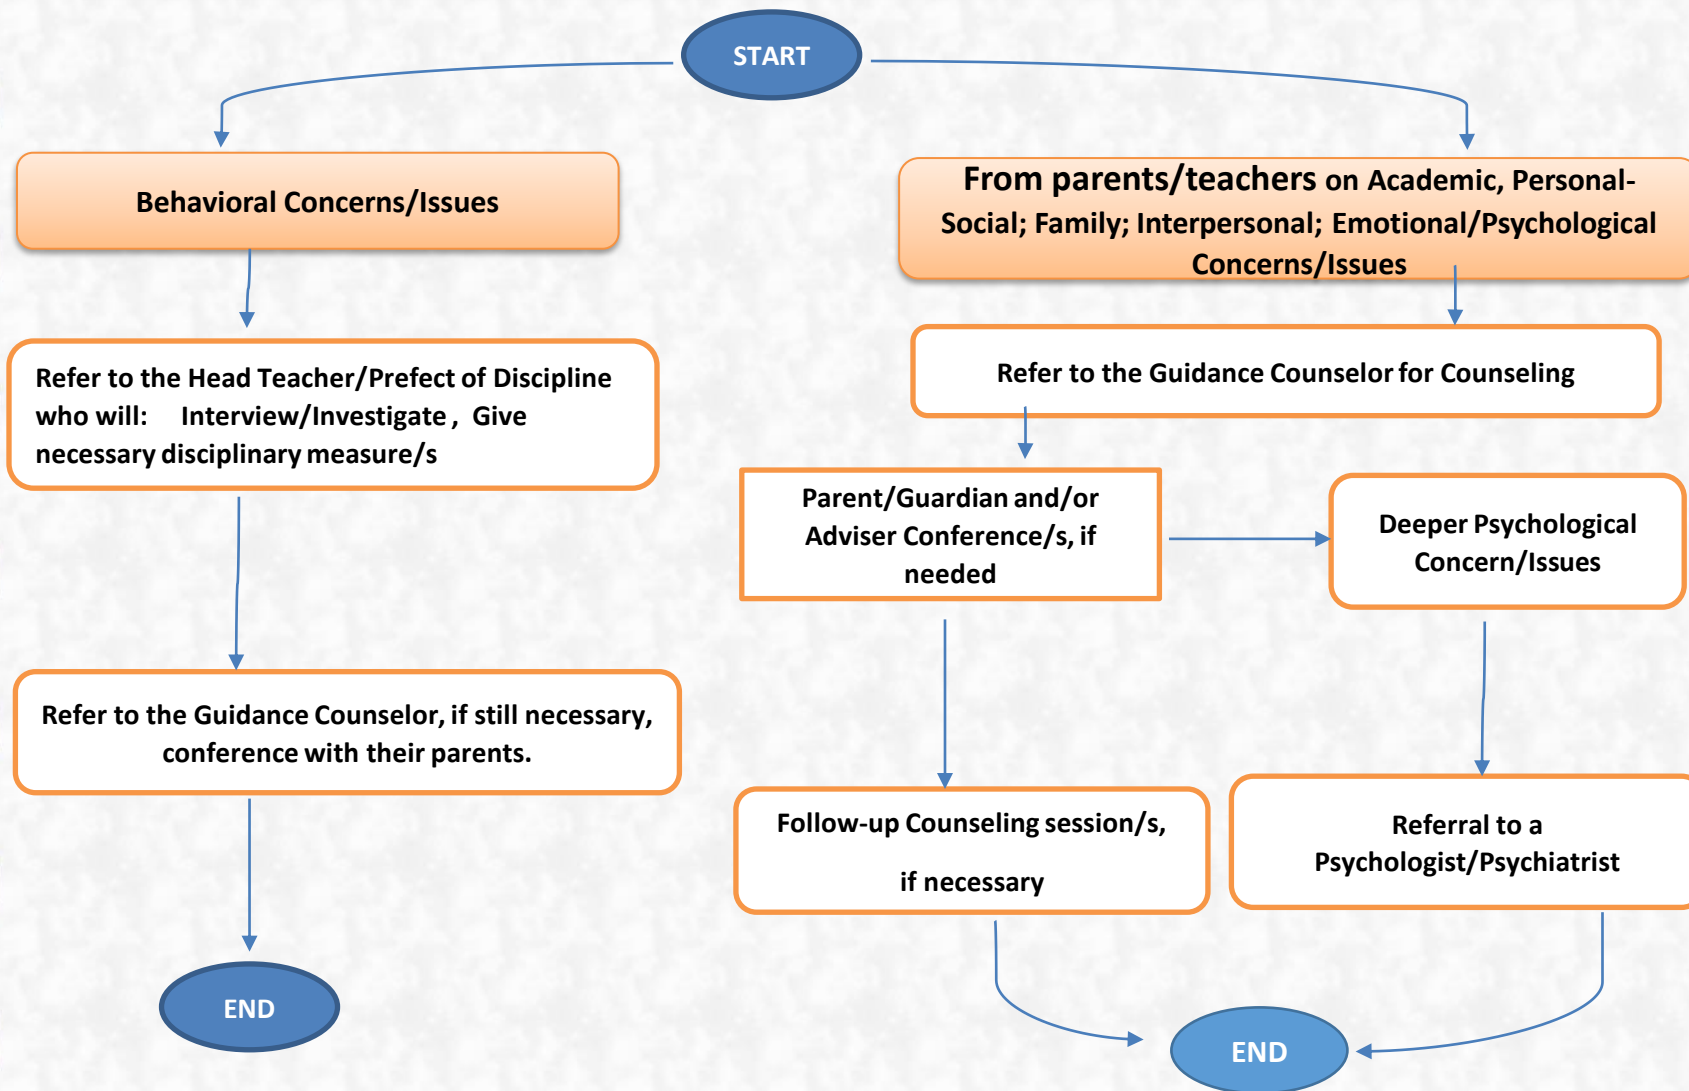 START
Behavioral Concerns/Issues
From parents/teachers on Academic, Personal-
Social; Family; Interpersonal; Emotional/Psychological
Concerns/Issues
Refer to the Head Teacher/Prefect of Discipline
who will: Interview/Investigate , Give
necessary disciplinary measure/s
Refer to the Guidance Counselor for Counseling
Parent/Guardian and/or
Adviser Conference/s, if
needed
Deeper Psychological
Concern/Issues
Refer to the Guidance Counselor, if still necessary,
conference with their parents.
Follow-up Counseling session/s,
if necessary
Referral to a
Psychologist/Psychiatrist
END
END